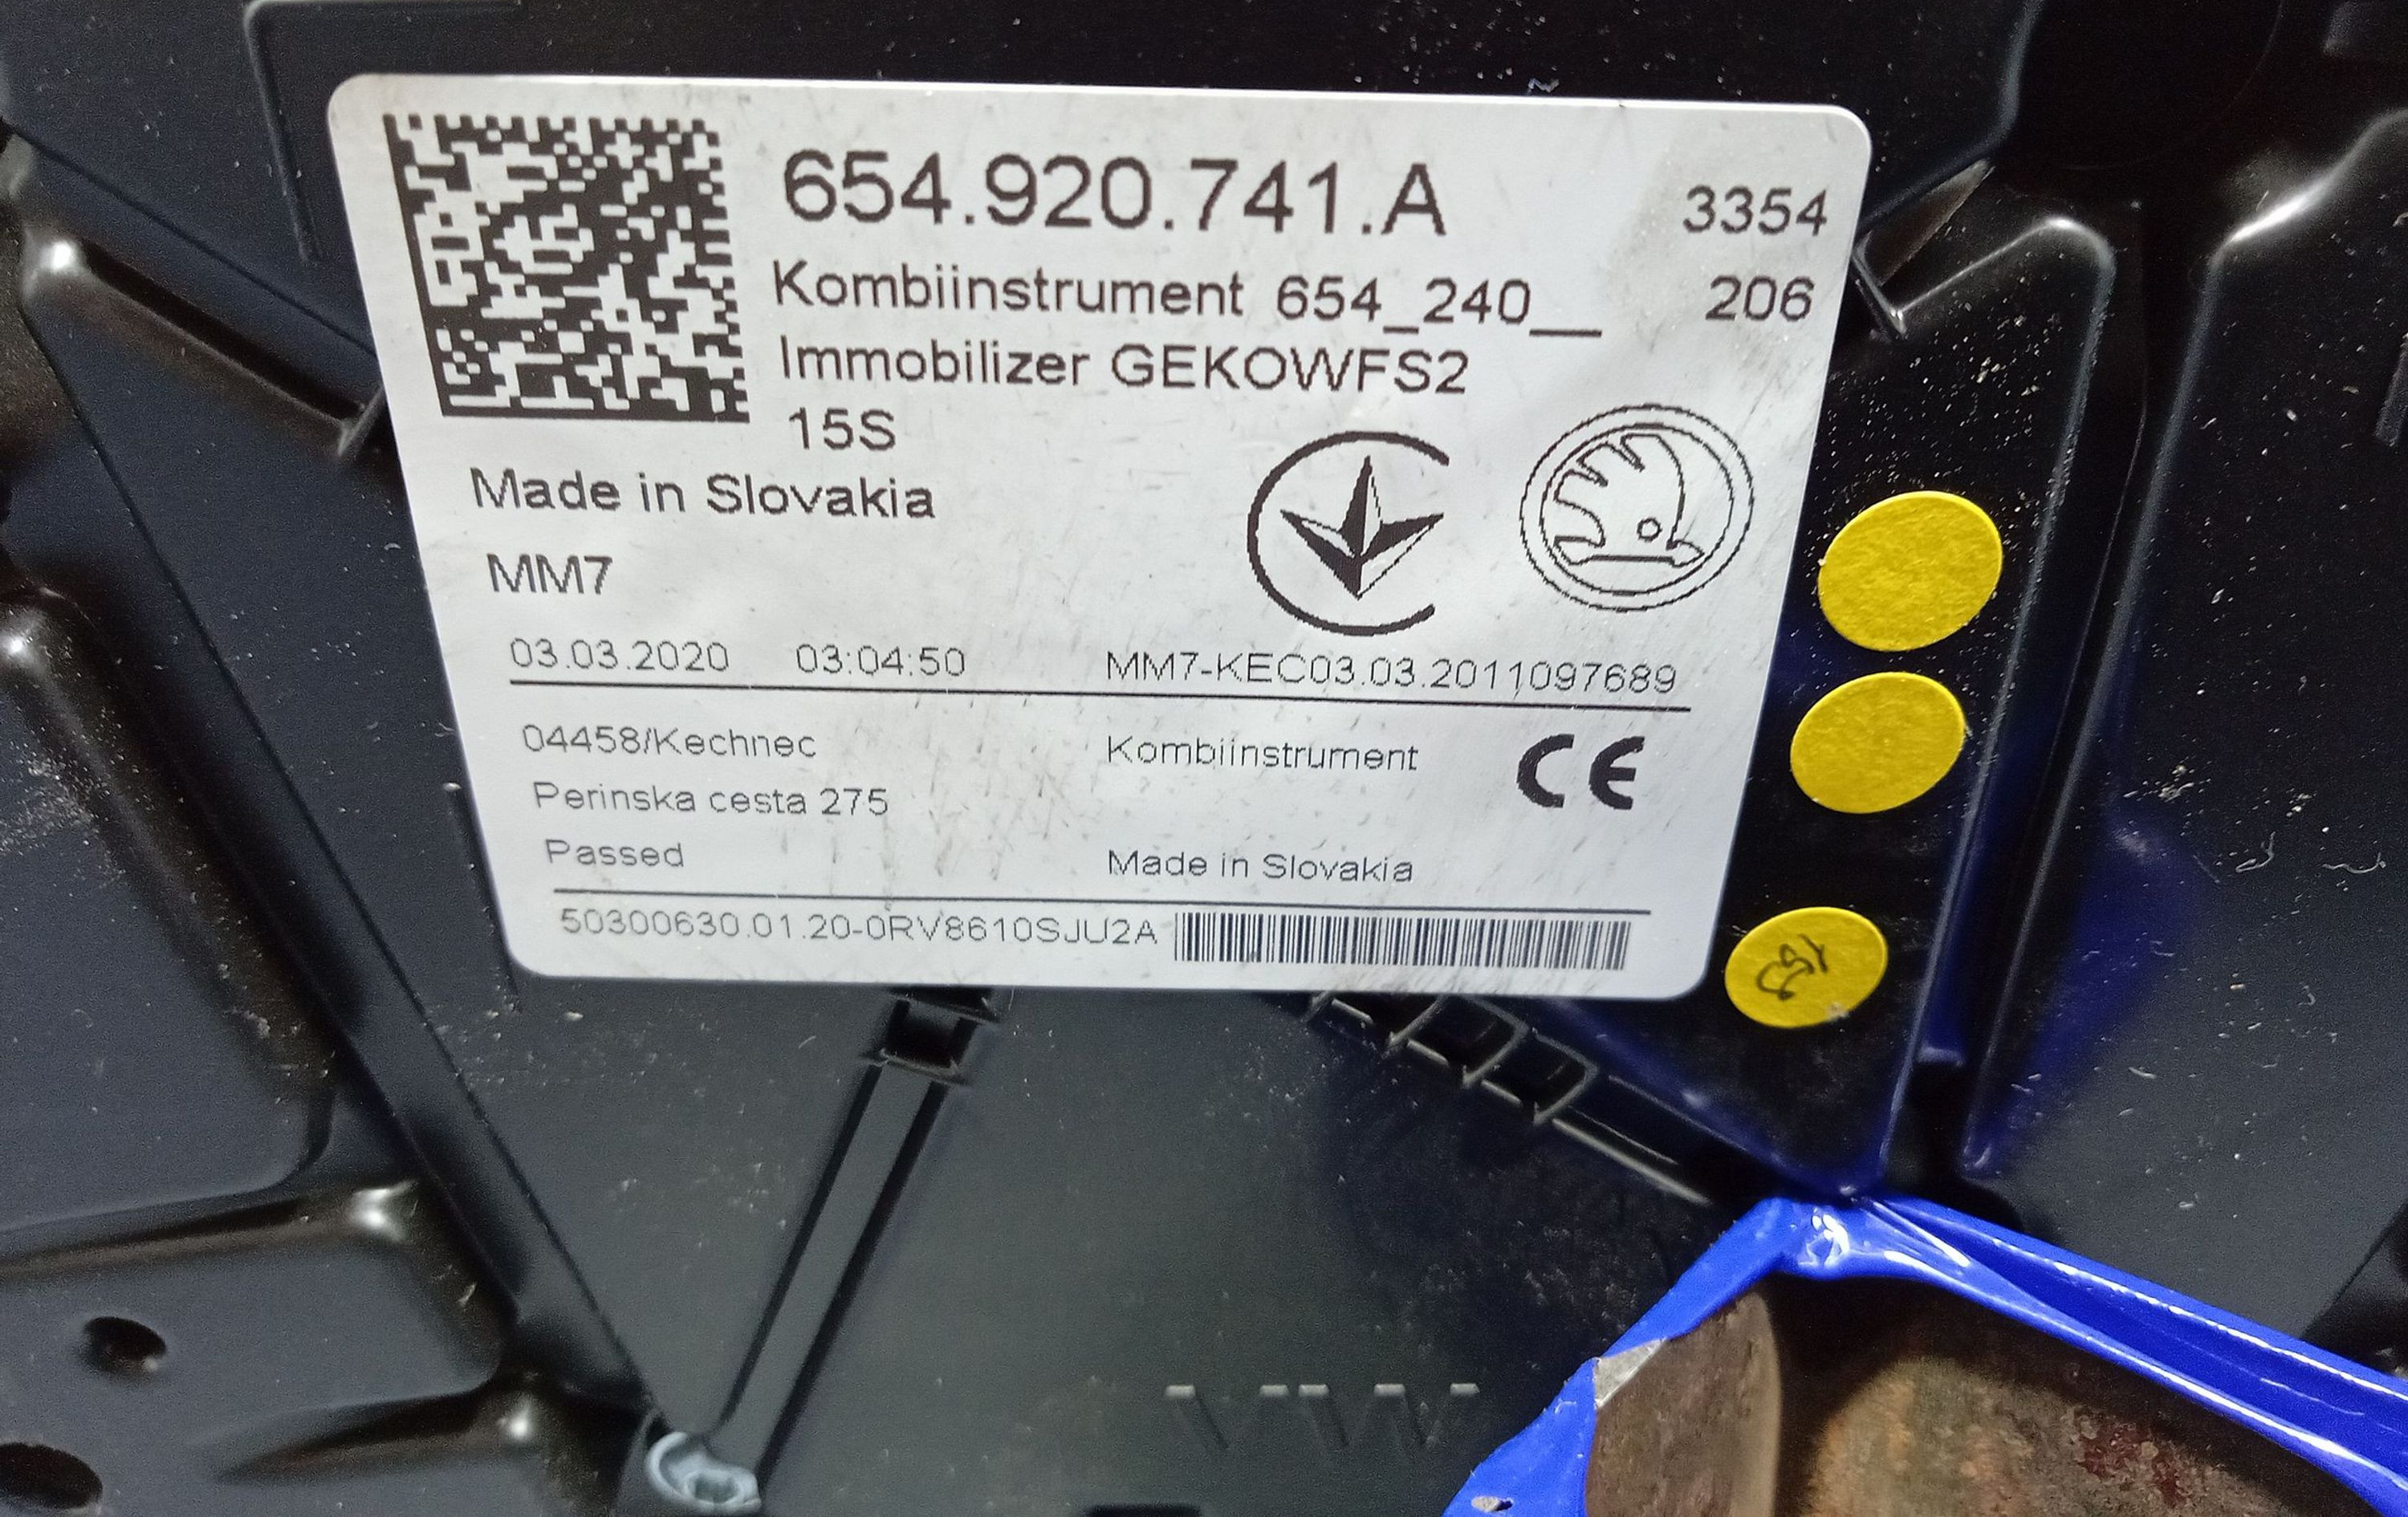 654.920.741.A 3354
Kombiinstrument 654_240__ 206
Immobilizer GEKOWFS2
15S
Made in Slovakia
MM7
03.03.2020 03:04:50 MM7-KEC03.03.2011097689
04458/Kechnec Kombiinstrument CE
Perinska cesta 275
Passed Made in Slovakia
50300630.01.20-0RV8610SJU2A
VW